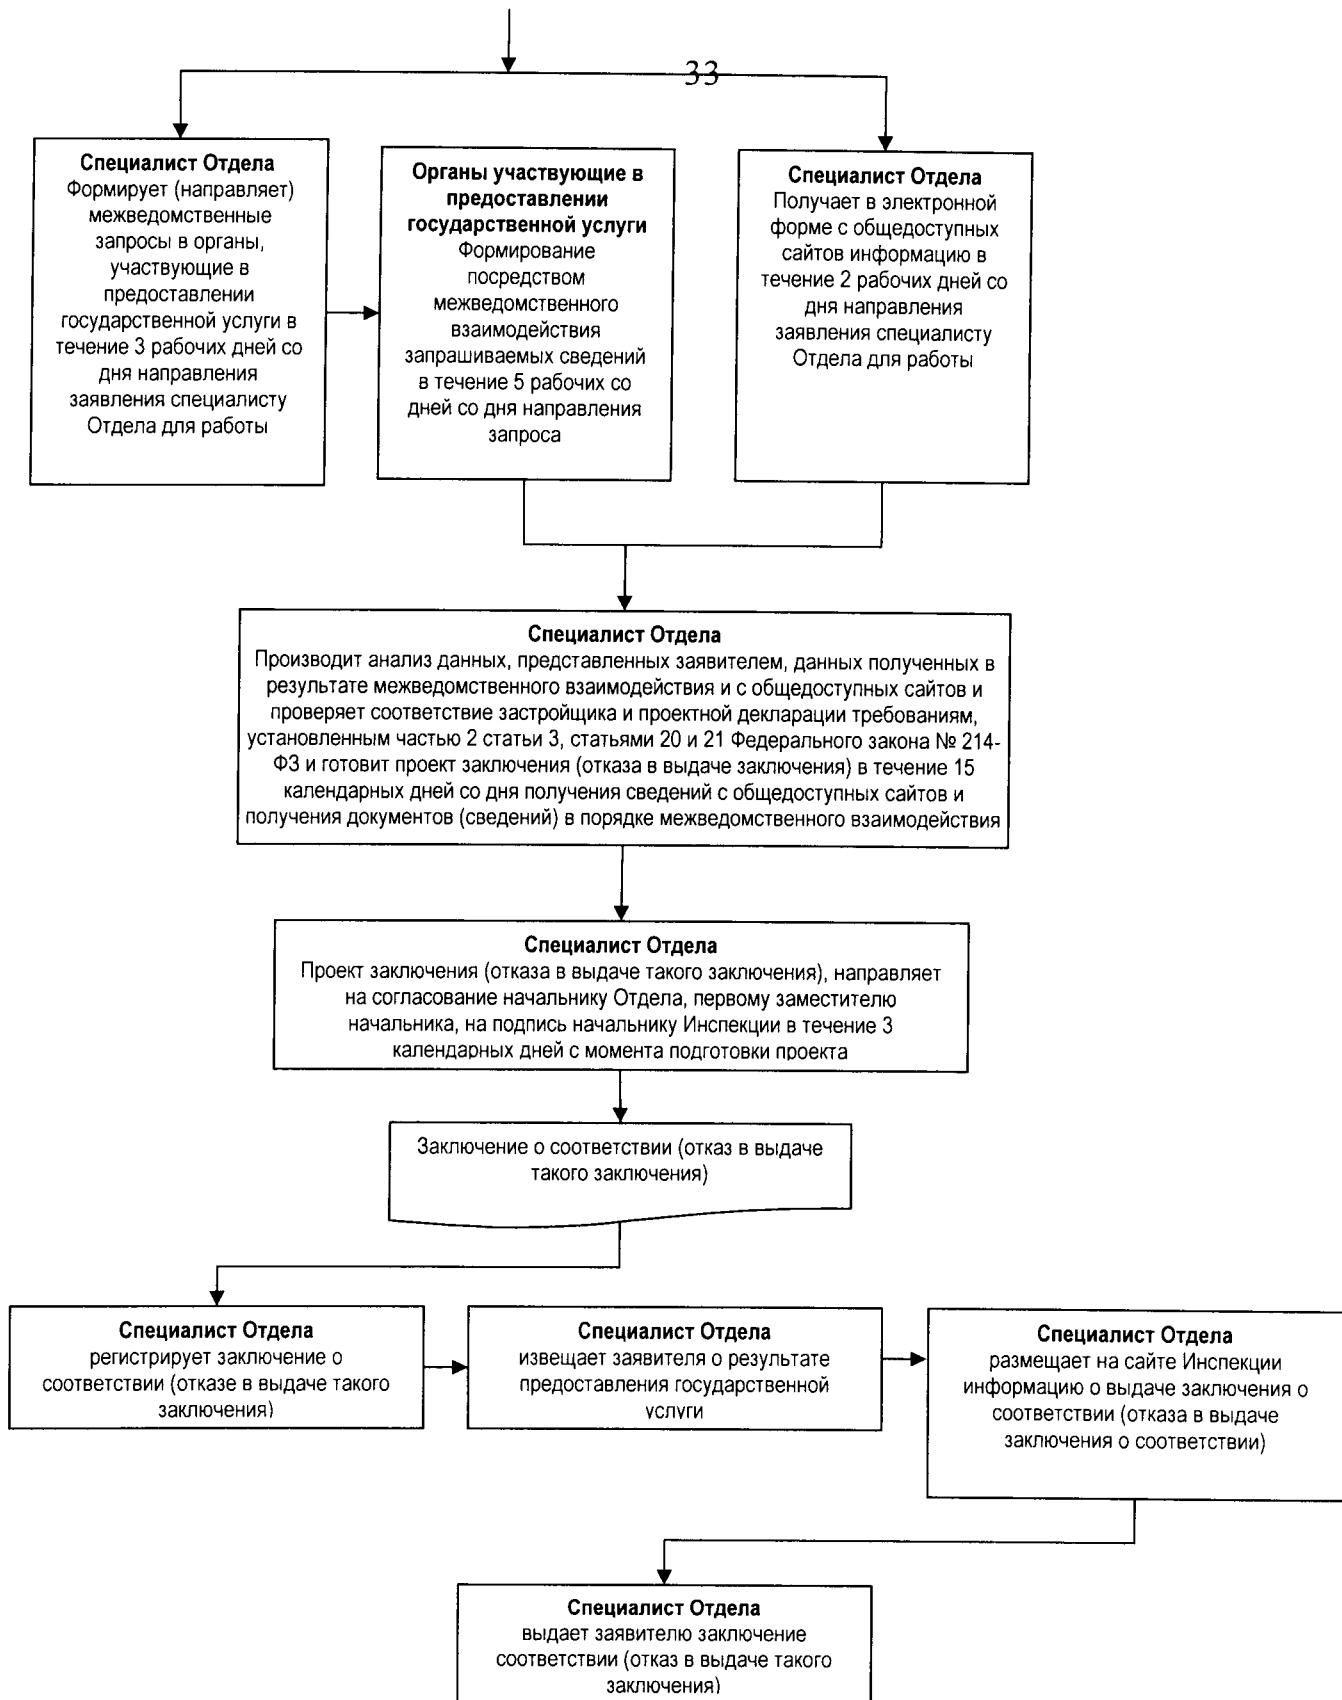 33
Специалист Отдела
Формирует (направляет)
межведомственные
запросы в органы,
участвующие в
предоставлении
государственной услуги в
течение 3 рабочих дней со
дня направления
заявления специалисту
Отдела для работы
Органы участвующие в
предоставлении
государственной услуги
Формирование
посредством
межведомственного
взаимодействия
запрашиваемых сведений
в течение 5 рабочих со
дней со дня направления
запроса
Специалист Отдела
Получает в электронной
форме с общедоступных
сайтов информацию в
течение 2 рабочих дней со
дня направления
заявления специалисту
Отдела для работы
Специалист Отдела
Производит анализ данных, представленных заявителем, данных полученных в
результате межведомственного взаимодействия и с общедоступных сайтов и
проверяет соответствие застройщика и проектной декларации требованиям,
установленным частью 2 статьи 3, статьями 20 и 21 Федерального закона № 214-
ФЗ и готовит проект заключения (отказа в выдаче заключения) в течение 15
календарных дней со дня получения сведений с общедоступных сайтов и
получения документов (сведений) в порядке межведомственного взаимодействия
Специалист Отдела
Проект заключения (отказа в выдаче такого заключения), направляет
на согласование начальнику Отдела, первому заместителю
начальника, на подпись начальнику Инспекции в течение 3
календарных дней с момента подготовки проекта
Заключение о соответствии (отказ в выдаче
такого заключения)
Специалист Отдела
регистрирует заключение о
соответствии (отказе в выдаче такого
заключения)
Специалист Отдела
извещает заявителя о результате
предоставления государственной
услуги
Специалист Отдела
размещает на сайте Инспекции
информацию о выдаче заключения о
соответствии (отказа в выдаче
заключения о соответствии)
Специалист Отдела
выдает заявителю заключение
соответствии (отказ в выдаче такого
заключения)